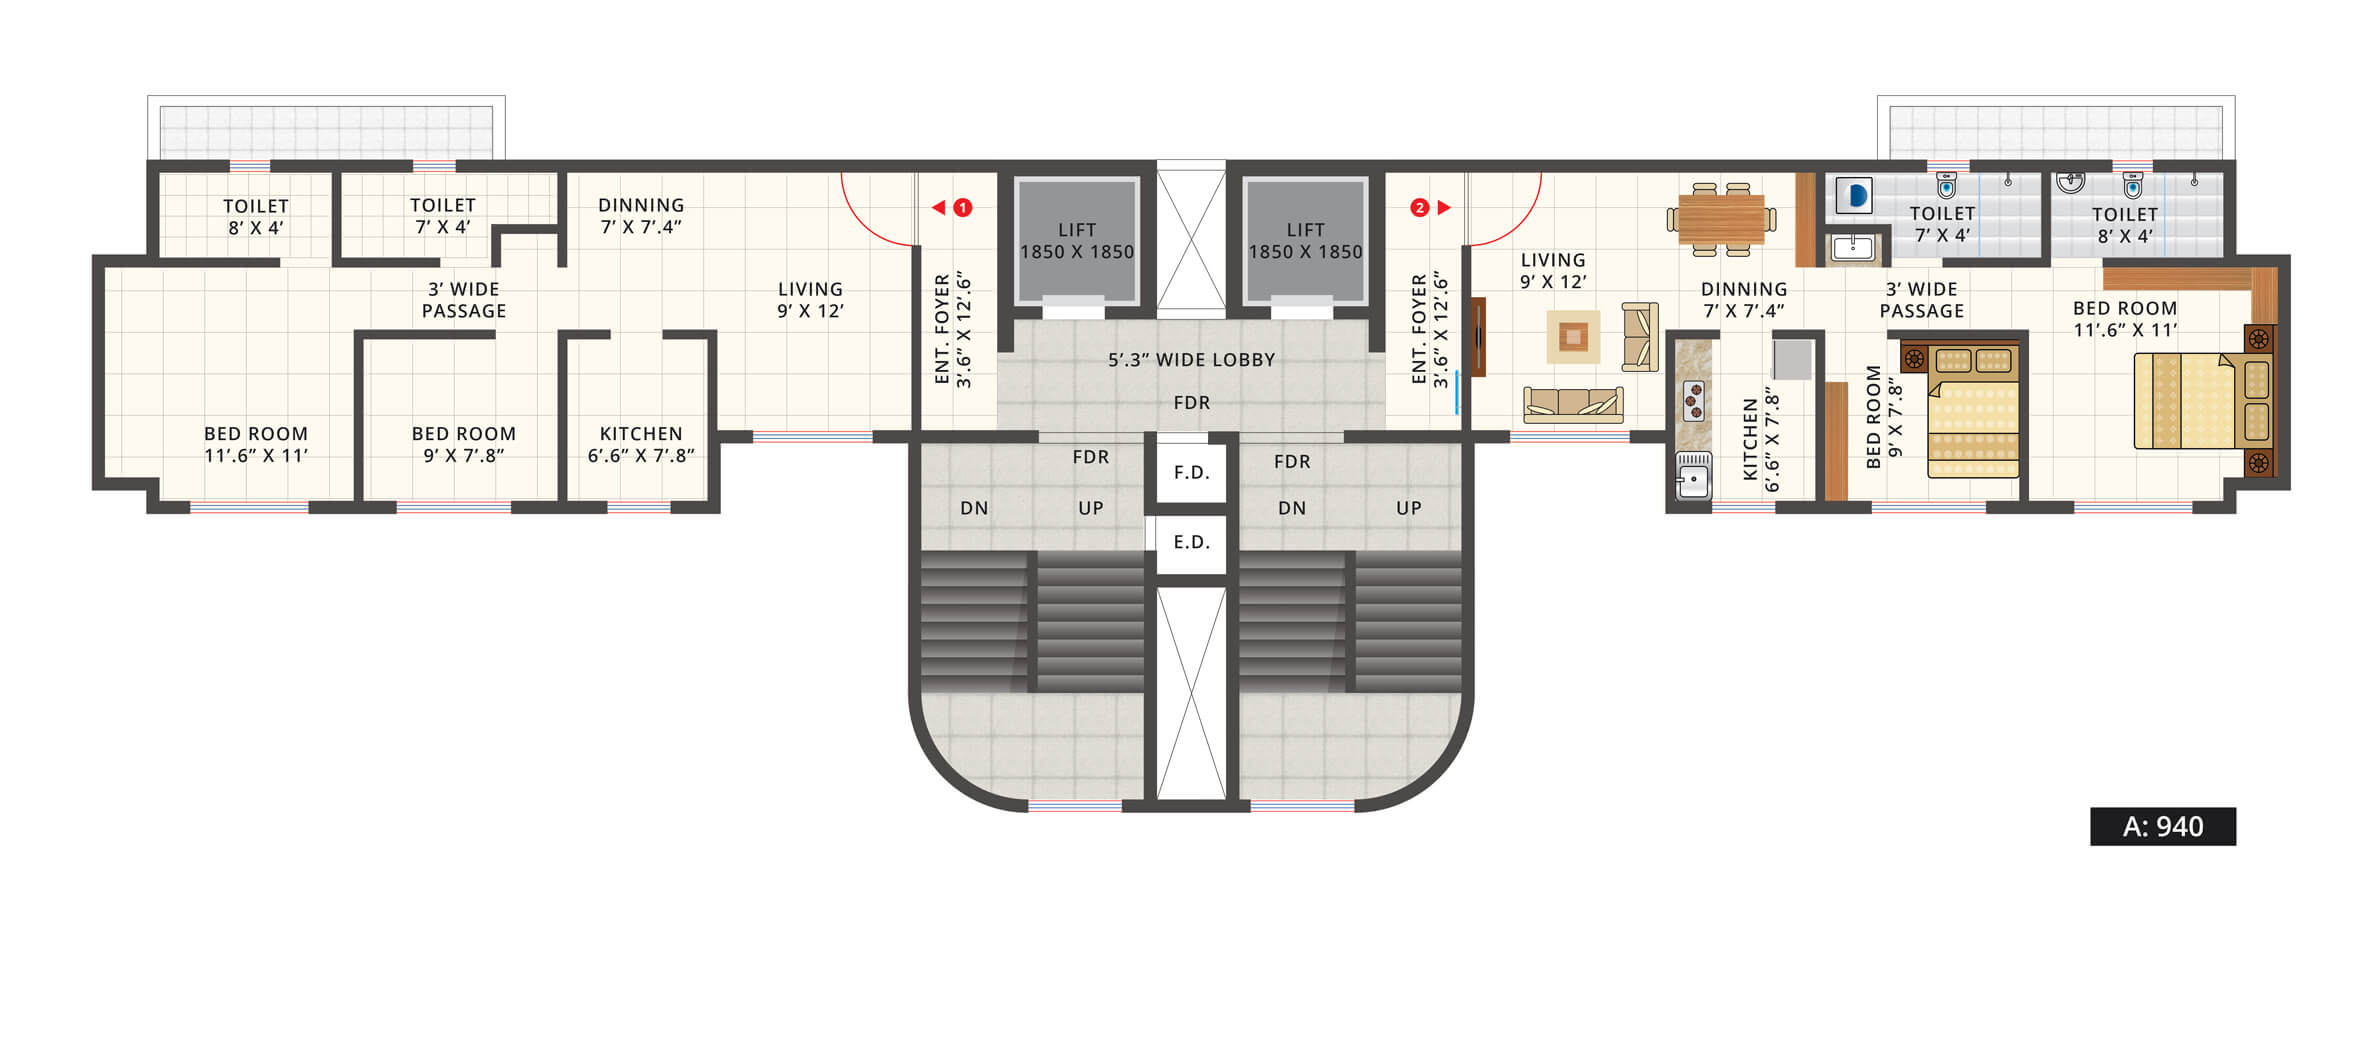 TOILET
8’ X 4’
TOILET
7’ X 4’
DINNING
7’ X 7’.4”
1
ENT. FOYER
3’.6” X 12’.6”
LIFT
1850 X 1850
LIFT
1850 X 1850
2
ENT. FOYER
3’.6” X 12’.6”
LIVING
9’ X 12’
DINNING
7’ X 7’.4”
TOILET
7’ X 4’
TOILET
8’ X 4’
3’ WIDE
PASSAGE
LIVING
9’ X 12’
3’ WIDE
PASSAGE
BED ROOM
11’.6” X 11’
5’.3” WIDE LOBBY
FDR
BED ROOM
11’.6” X 11’
BED ROOM
9’ X 7’.8”
KITCHEN
6’.6” X 7’.8”
KITCHEN
6’.6” X 7’.8”
BED ROOM
9’ X 7’.8”
FDR
F.D.
FDR
DN
UP
DN
UP
E.D.
A: 940